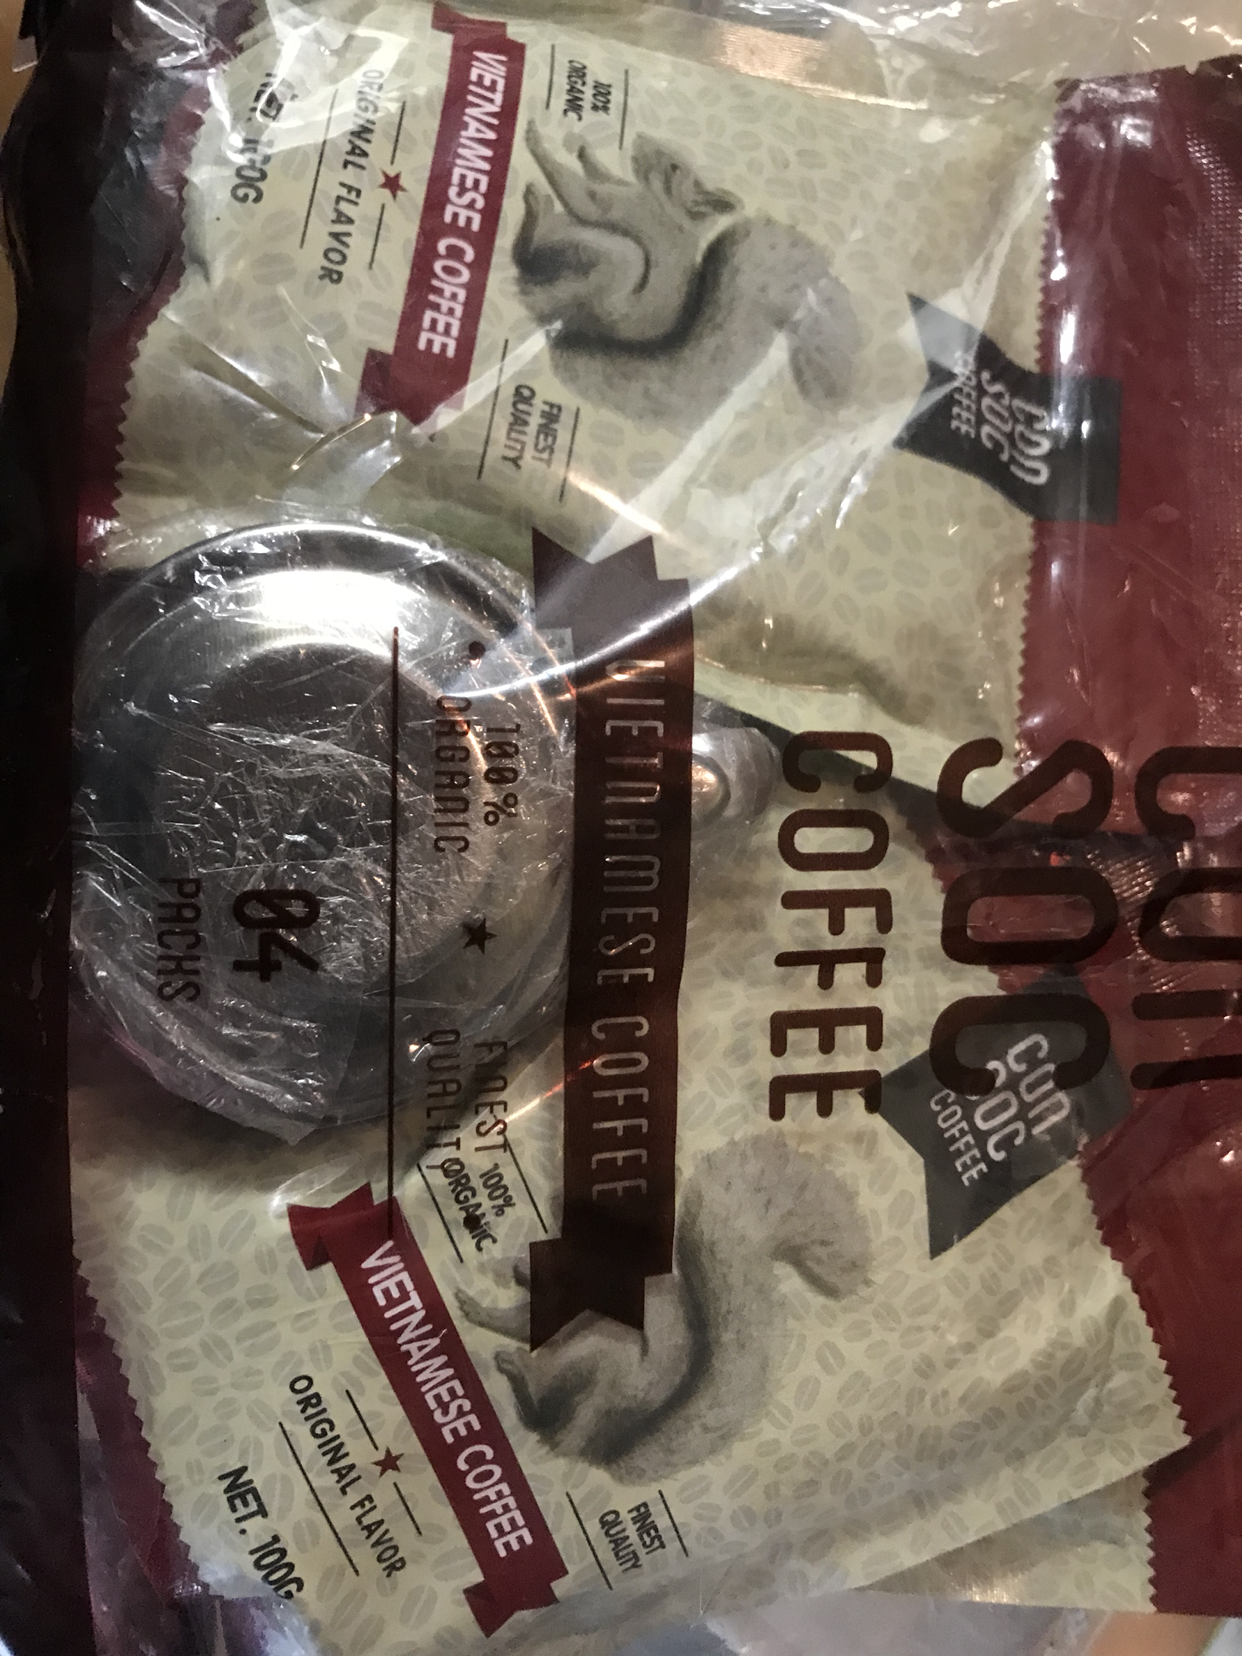 CON
SOC
COFFEE
VIETNAMESE COFFEE
100%
ORGANIC
FINEST
QUALITY
04
PACKS
CON
SOC
COFFEE
100%
ORGANIC
FINEST
QUALITY
VIETNAMESE COFFEE
ORIGINAL FLAVOR
CON
SOC
COFFEE
100%
ORGANIC
FINEST
QUALITY
VIETNAMESE COFFEE
ORIGINAL FLAVOR
NET. 100G